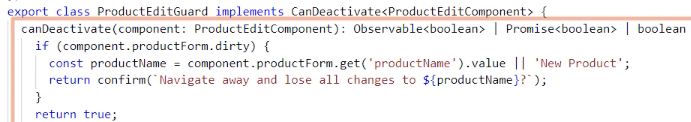 export class ProductEditGuard implements CanDeactivate<ProductEditComponent> {
canDeactivate(component: ProductEditComponent): Observable<boolean> | Promise<boolean> | boolean
if (component.productForm.dirty) {
const productName = component.productForm.get('productName').value || 'New Product';
return confirm(`Navigate away and lose all changes to ${productName}?`);
}
return true;